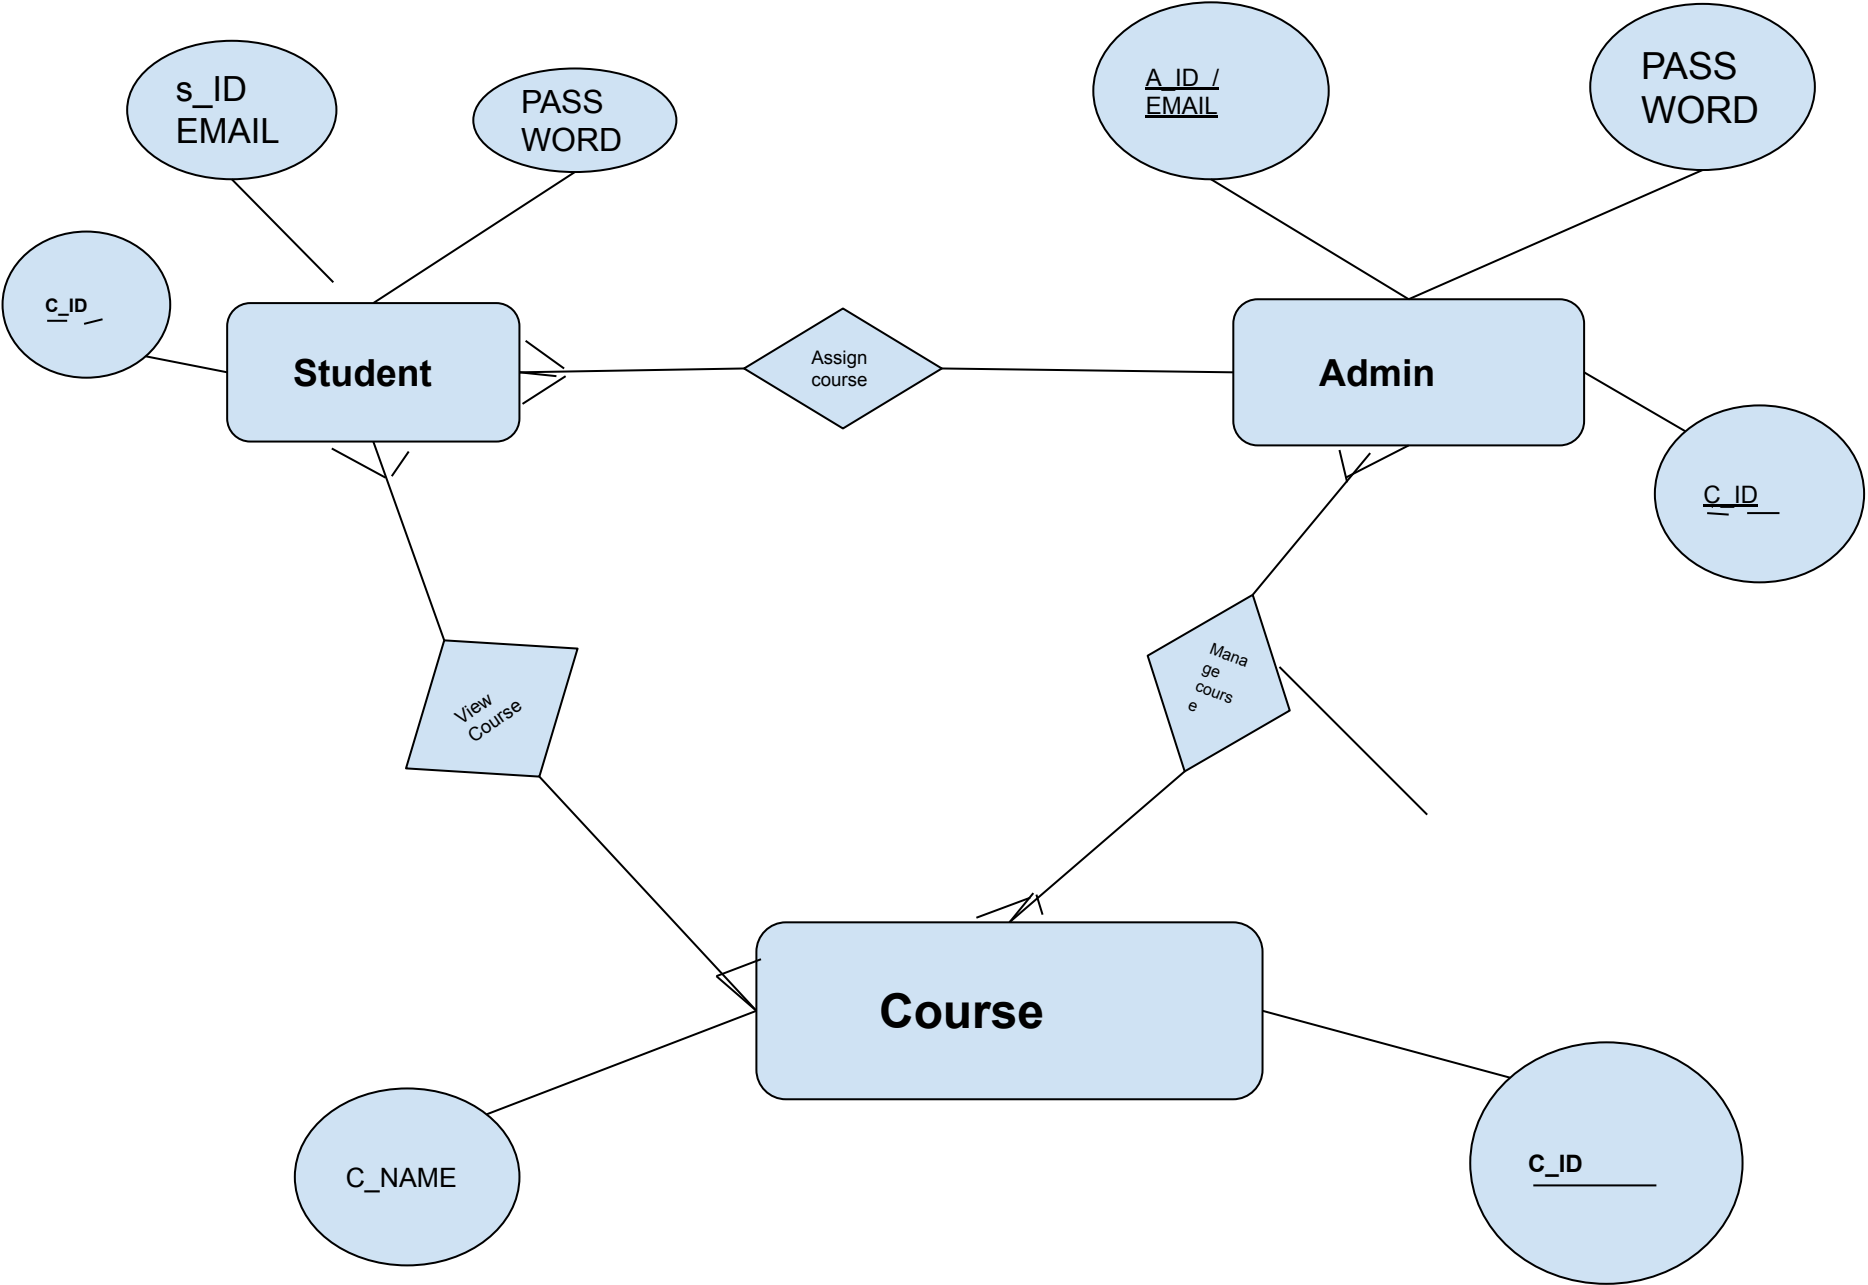 s_ID
EMAIL
PASS
WORD
A_ID /
EMAIL
PASS
WORD
C_ID
Student
Assign
course
Admin
C_ID
View
Course
Mana
ge
cours
e
Course
C_NAME
C_ID